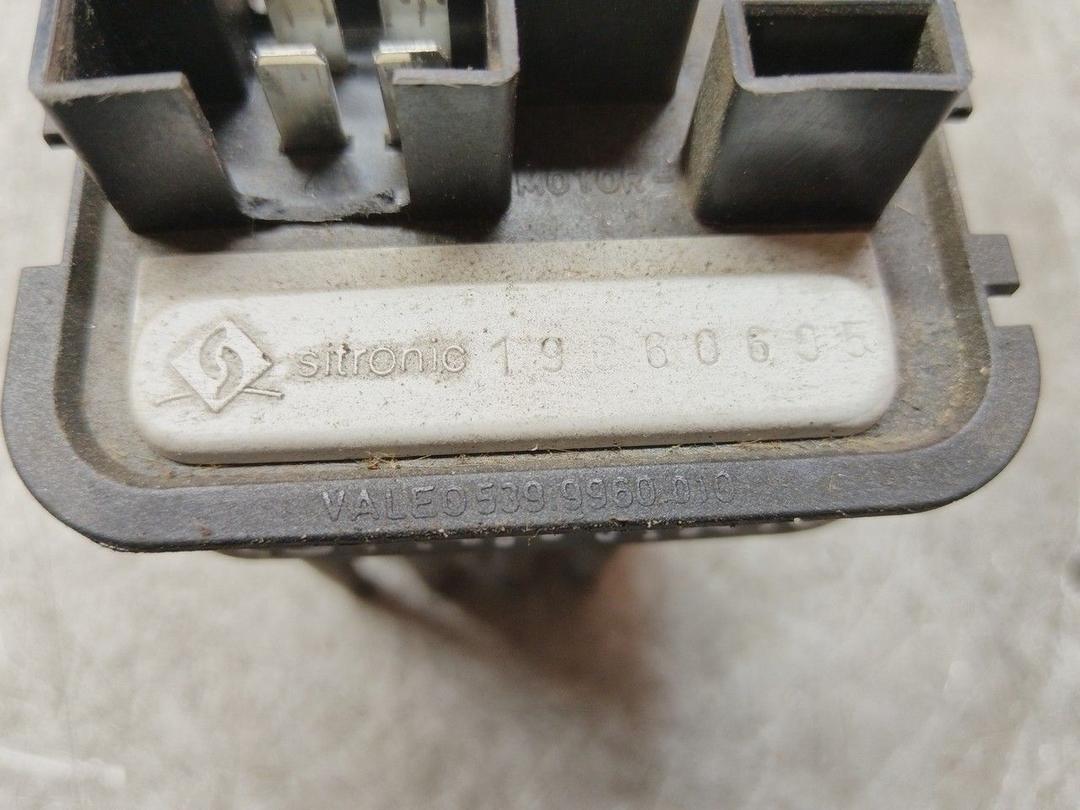 MOTOR-
sitronic
VALEO 539.9960.010